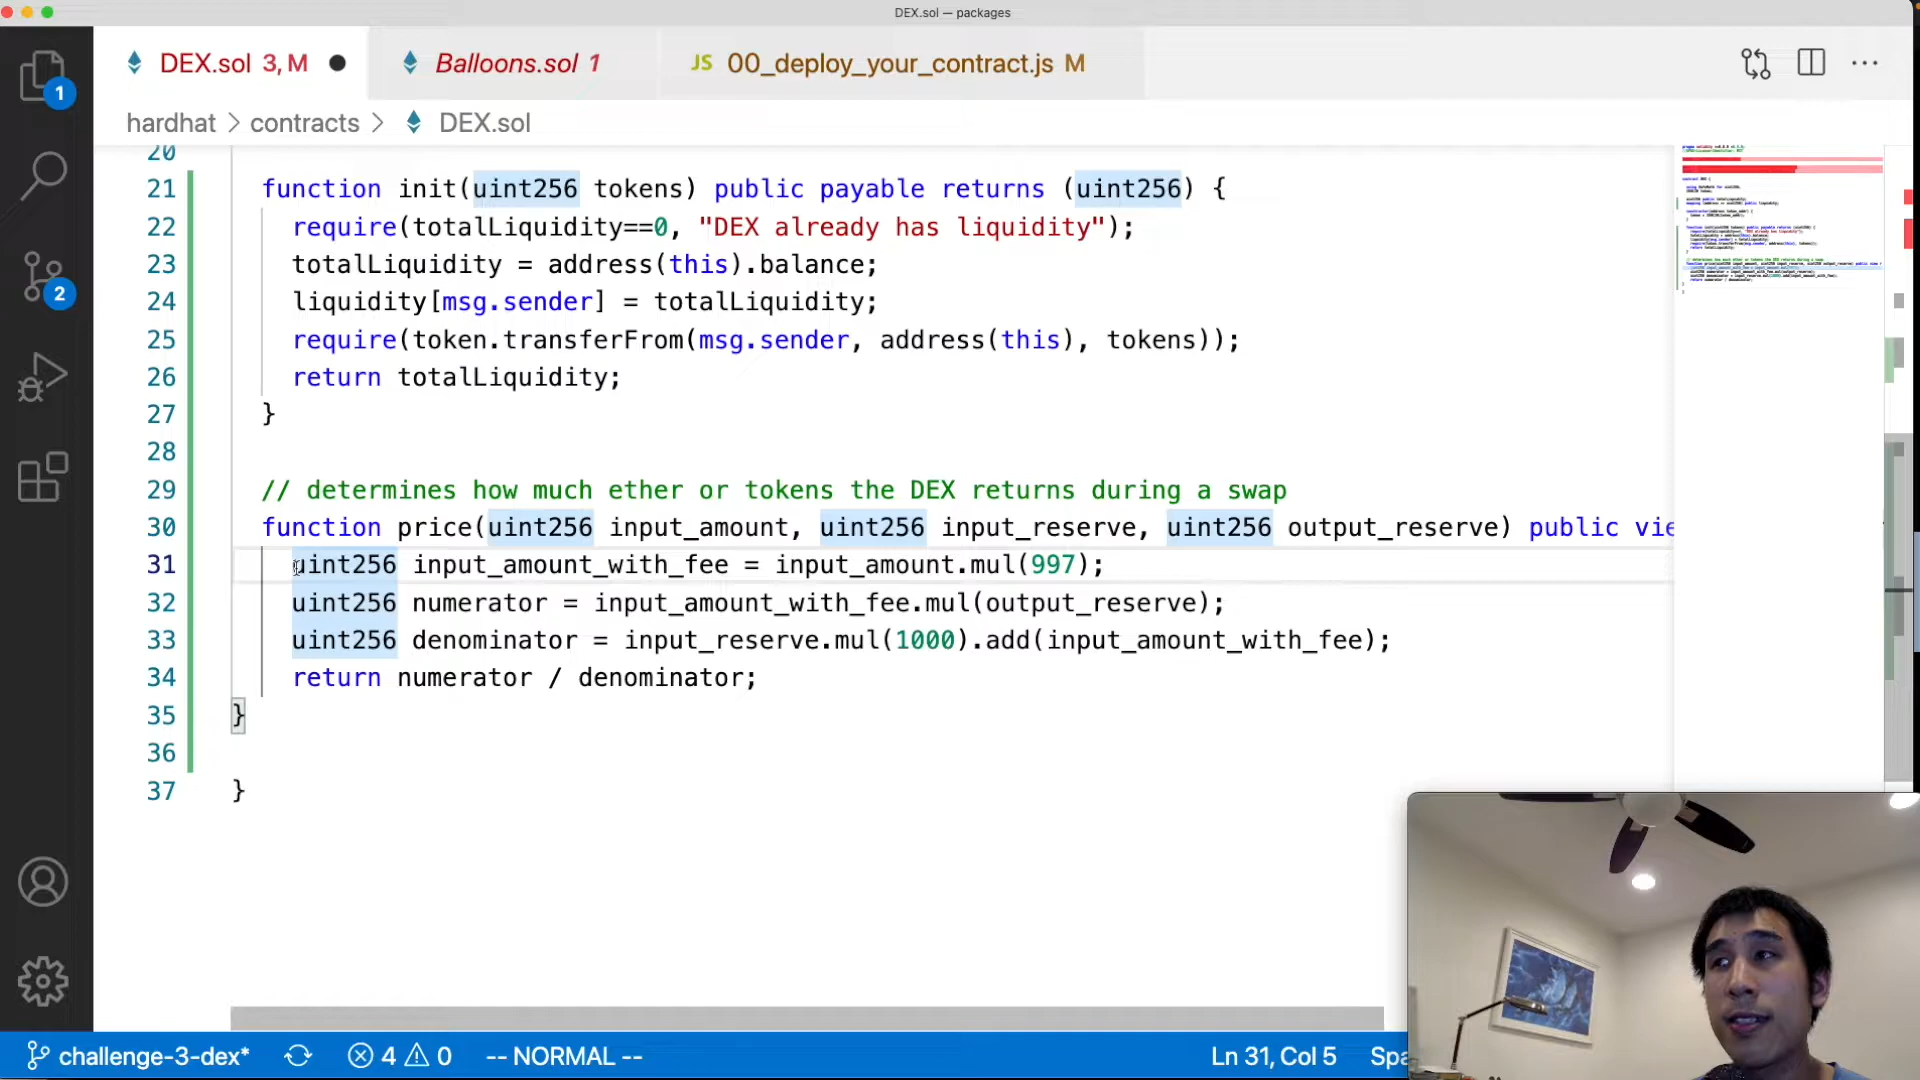 DEX.sol — packages
DEX.sol 3, M
Balloons.sol 1
JS 00_deploy_your_contract.js M
hardhat > contracts > DEX.sol
20
21 function init(uint256 tokens) public payable returns (uint256) {
22 require(totalLiquidity==0, "DEX already has liquidity");
23 totalLiquidity = address(this).balance;
24 liquidity[msg.sender] = totalLiquidity;
25 require(token.transferFrom(msg.sender, address(this), tokens));
26 return totalLiquidity;
27 }
28
29 // determines how much ether or tokens the DEX returns during a swap
30 function price(uint256 input_amount, uint256 input_reserve, uint256 output_reserve) public vie
31 uint256 input_amount_with_fee = input_amount.mul(997);
32 uint256 numerator = input_amount_with_fee.mul(output_reserve);
33 uint256 denominator = input_reserve.mul(1000).add(input_amount_with_fee);
34 return numerator / denominator;
35 }
36
37 }
1
2
challenge-3-dex* 4 0 -- NORMAL -- Ln 31, Col 5 Spa